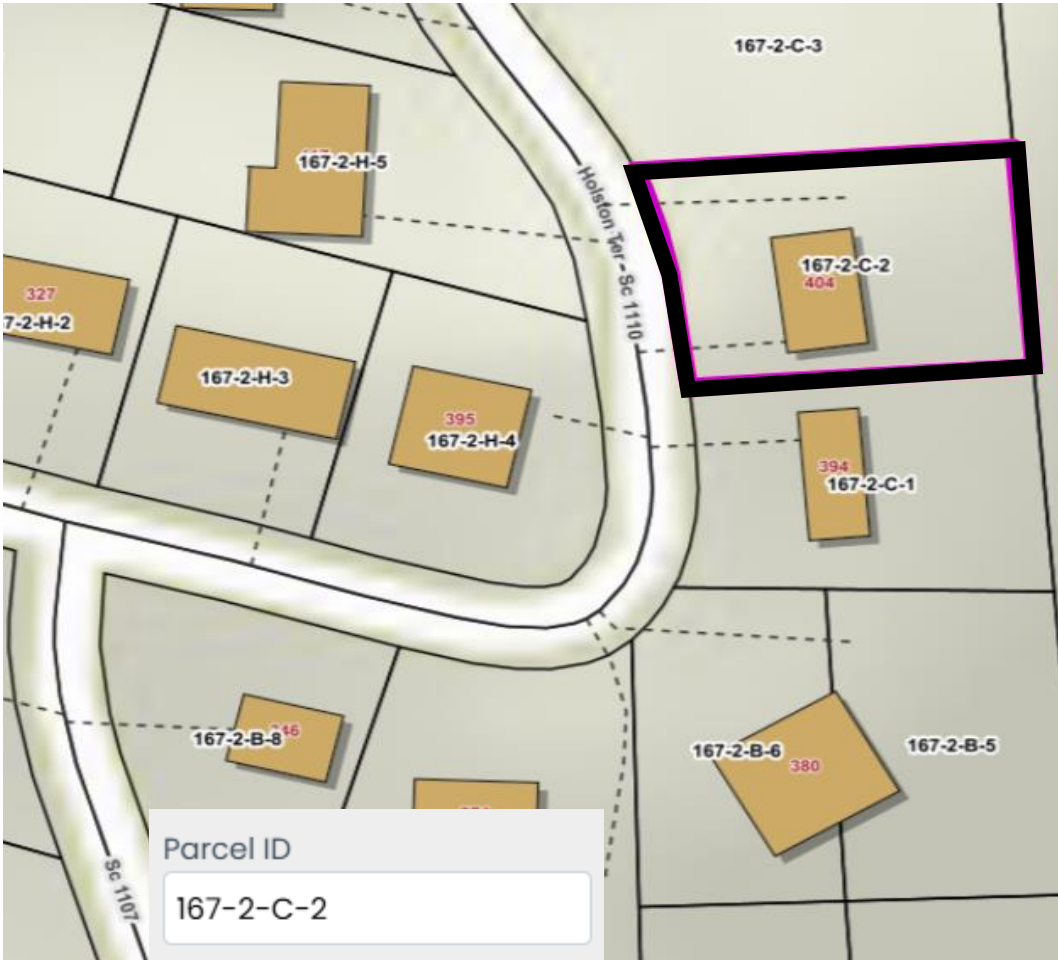 167-2-C-3
167-2-H-5
Holston Ter - Sc 1110
167-2-C-2
404
327
7-2-H-2
167-2-H-3
395
167-2-H-4
394
167-2-C-1
46
167-2-B-8
167-2-B-6
380
167-2-B-5
Sc 1107
Parcel ID
167-2-C-2